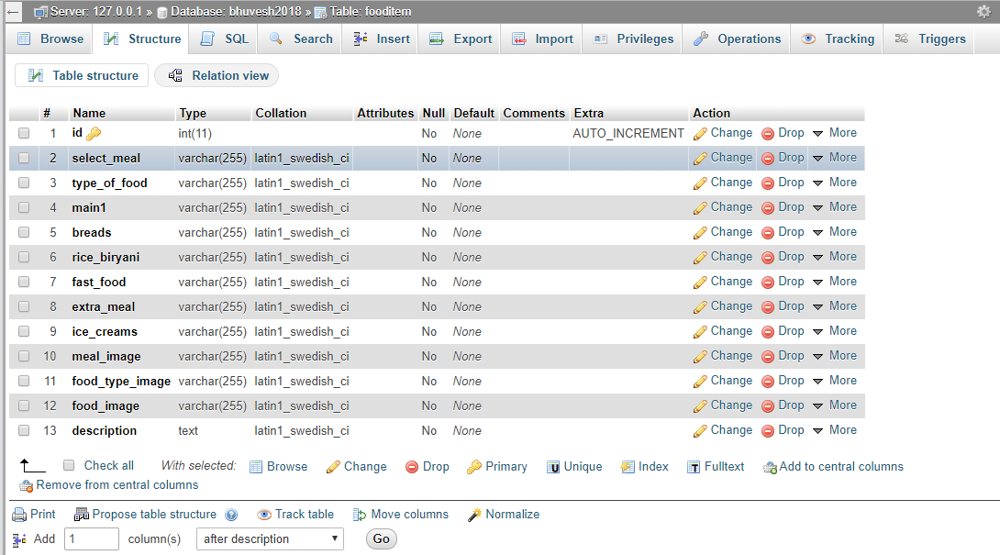 Server: 127.0.0.1 » Database: bhuvesh2018 » Table: fooditem
Browse Structure SQL Search Insert Export Import Privileges Operations Tracking Triggers
Table structure Relation view
# Name Type Collation Attributes Null Default Comments Extra Action
1 id int(11) No None AUTO_INCREMENT Change Drop More
2 select_meal varchar(255) latin1_swedish_ci No None Change Drop More
3 type_of_food varchar(255) latin1_swedish_ci No None Change Drop More
4 main1 varchar(255) latin1_swedish_ci No None Change Drop More
5 breads varchar(255) latin1_swedish_ci No None Change Drop More
6 rice_biryani varchar(255) latin1_swedish_ci No None Change Drop More
7 fast_food varchar(255) latin1_swedish_ci No None Change Drop More
8 extra_meal varchar(255) latin1_swedish_ci No None Change Drop More
9 ice_creams varchar(255) latin1_swedish_ci No None Change Drop More
10 meal_image varchar(255) latin1_swedish_ci No None Change Drop More
11 food_type_image varchar(255) latin1_swedish_ci No None Change Drop More
12 food_image varchar(255) latin1_swedish_ci No None Change Drop More
13 description text latin1_swedish_ci No None Change Drop More
Check all With selected: Browse Change Drop Primary Unique Index Fulltext Add to central columns
Remove from central columns
Print Propose table structure Track table Move columns Normalize
Add 1 column(s) after description Go